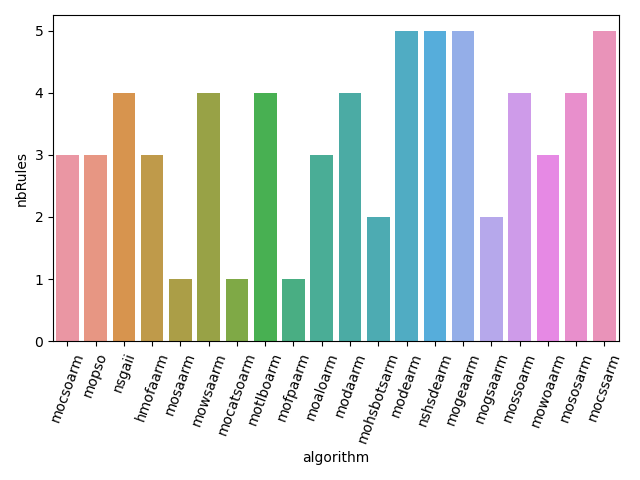 nbRules
5
4
3
2
1
0
mocsoarm
mopso
nsgaii
hmofaarm
mosaarm
mowsaarm
mocatsoarm
motlboarm
mofpaarm
moaloarm
modaarm
mohsbotsarm
modearm
nshsdearm
mogeaarm
mogsaarm
mossoarm
mowoaarm
mososarm
mocssarm
algorithm